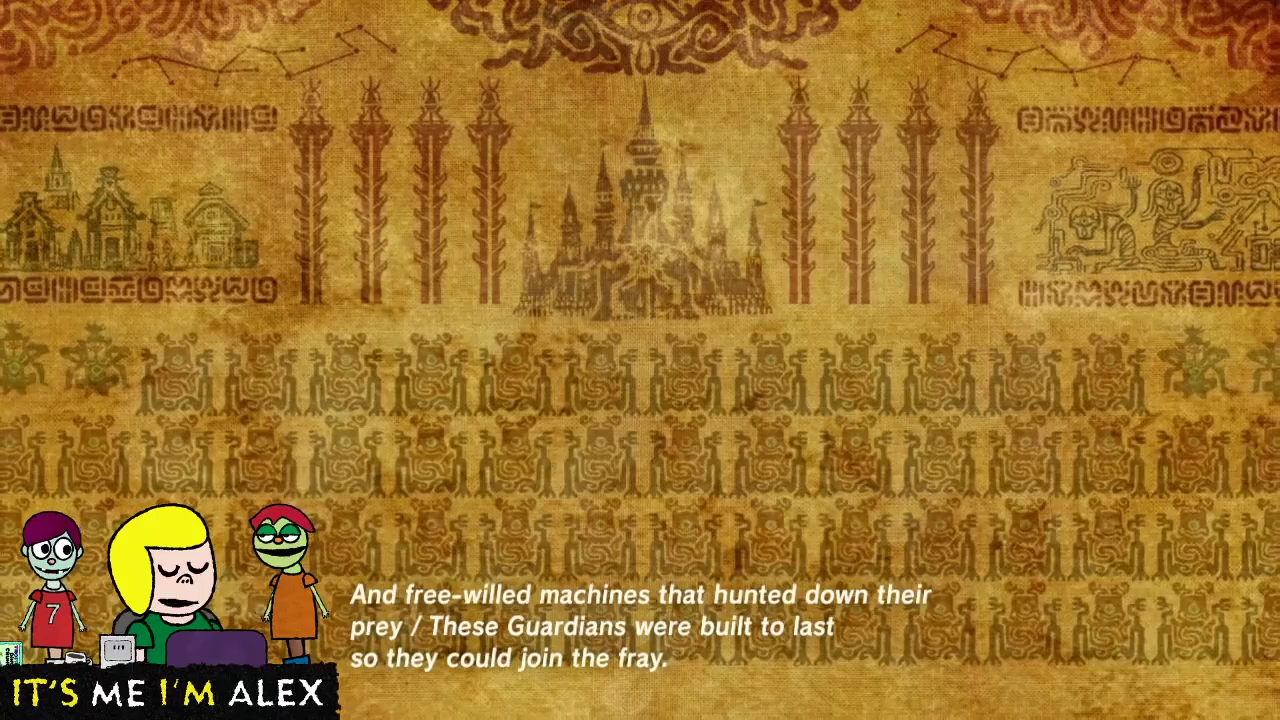 And free-willed machines that hunted down their
prey / These Guardians were built to last
so they could join the fray.
7
IT'S ME I'M ALEX